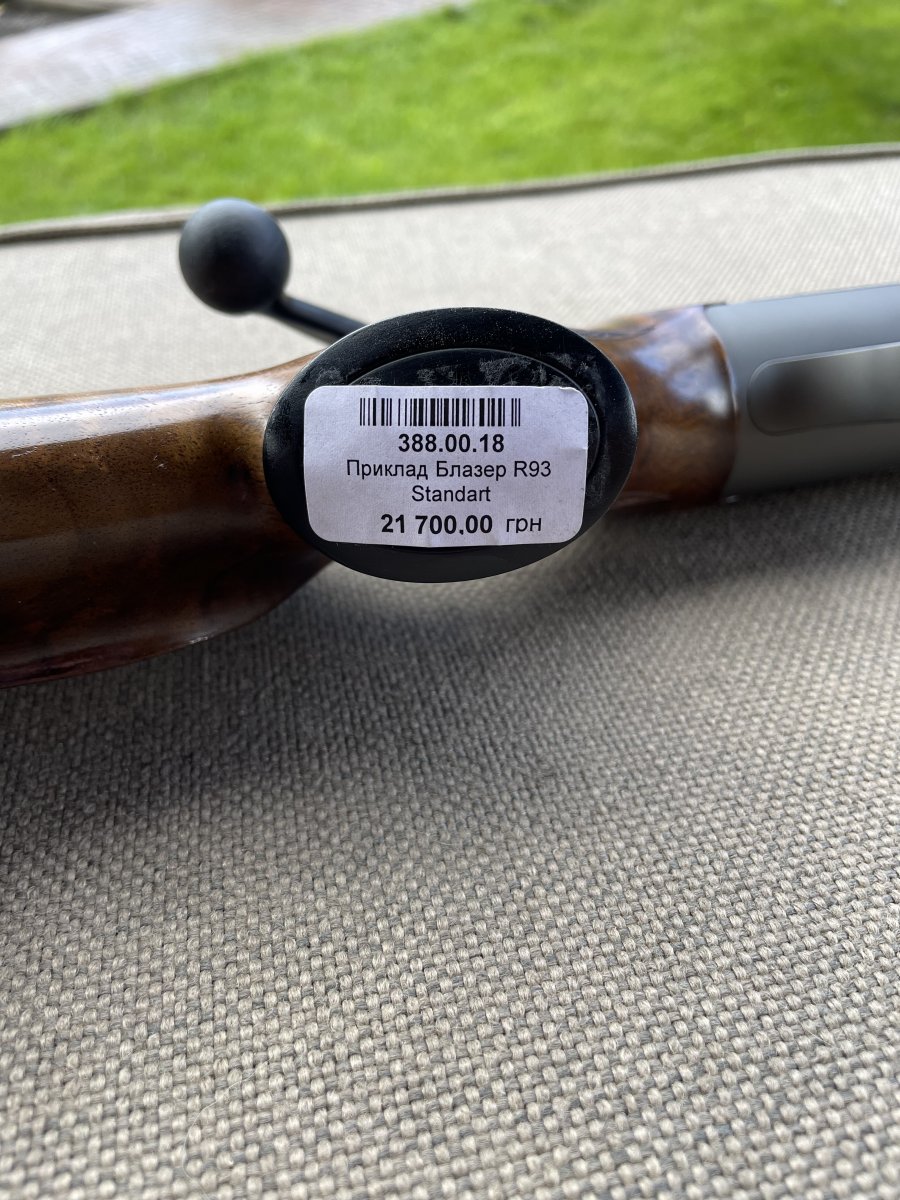 388.00.18
Приклад Блазер R93
Standart
21 700,00 грн